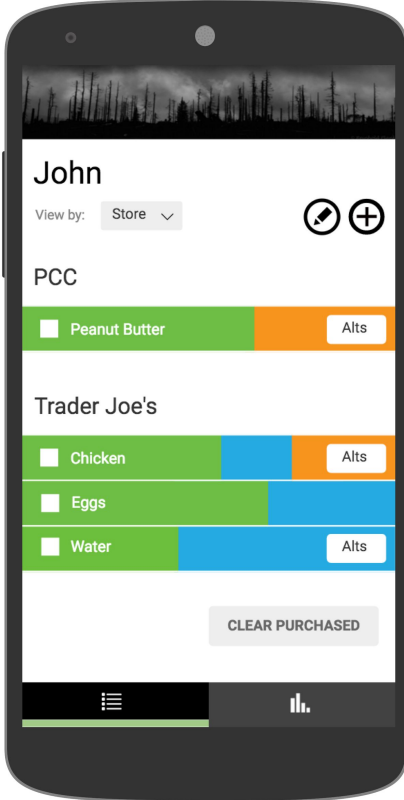 John
View by: Store
PCC
Peanut Butter Alts
Trader Joe's
Chicken Alts
Eggs
Water Alts
CLEAR PURCHASED